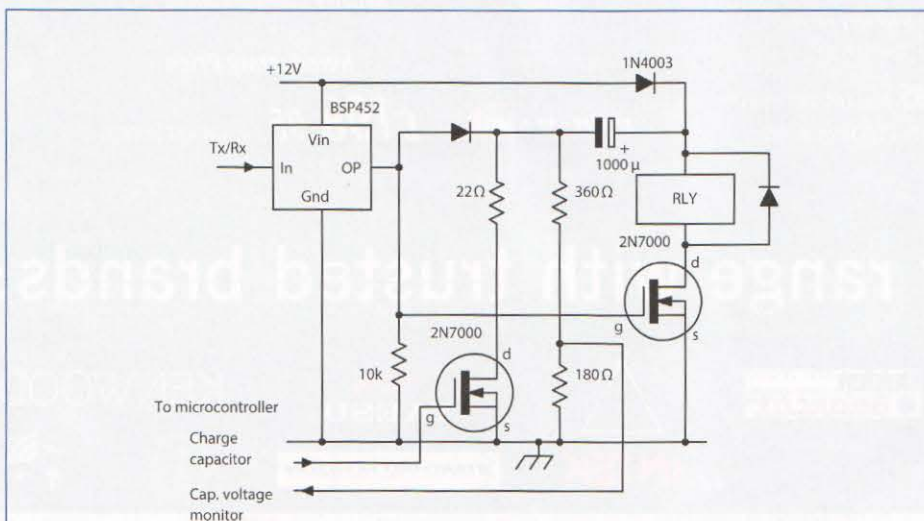 1N4003
+12V
BSP452
Vin
Tx/Rx
In
OP
Gnd
+
1000 µ
22Ω
360Ω
RLY
2N7000
d
g
s
2N7000
d
10k
180Ω
g
s
To microcontroller
Charge
capacitor
Cap. voltage
monitor
range with trusted brands